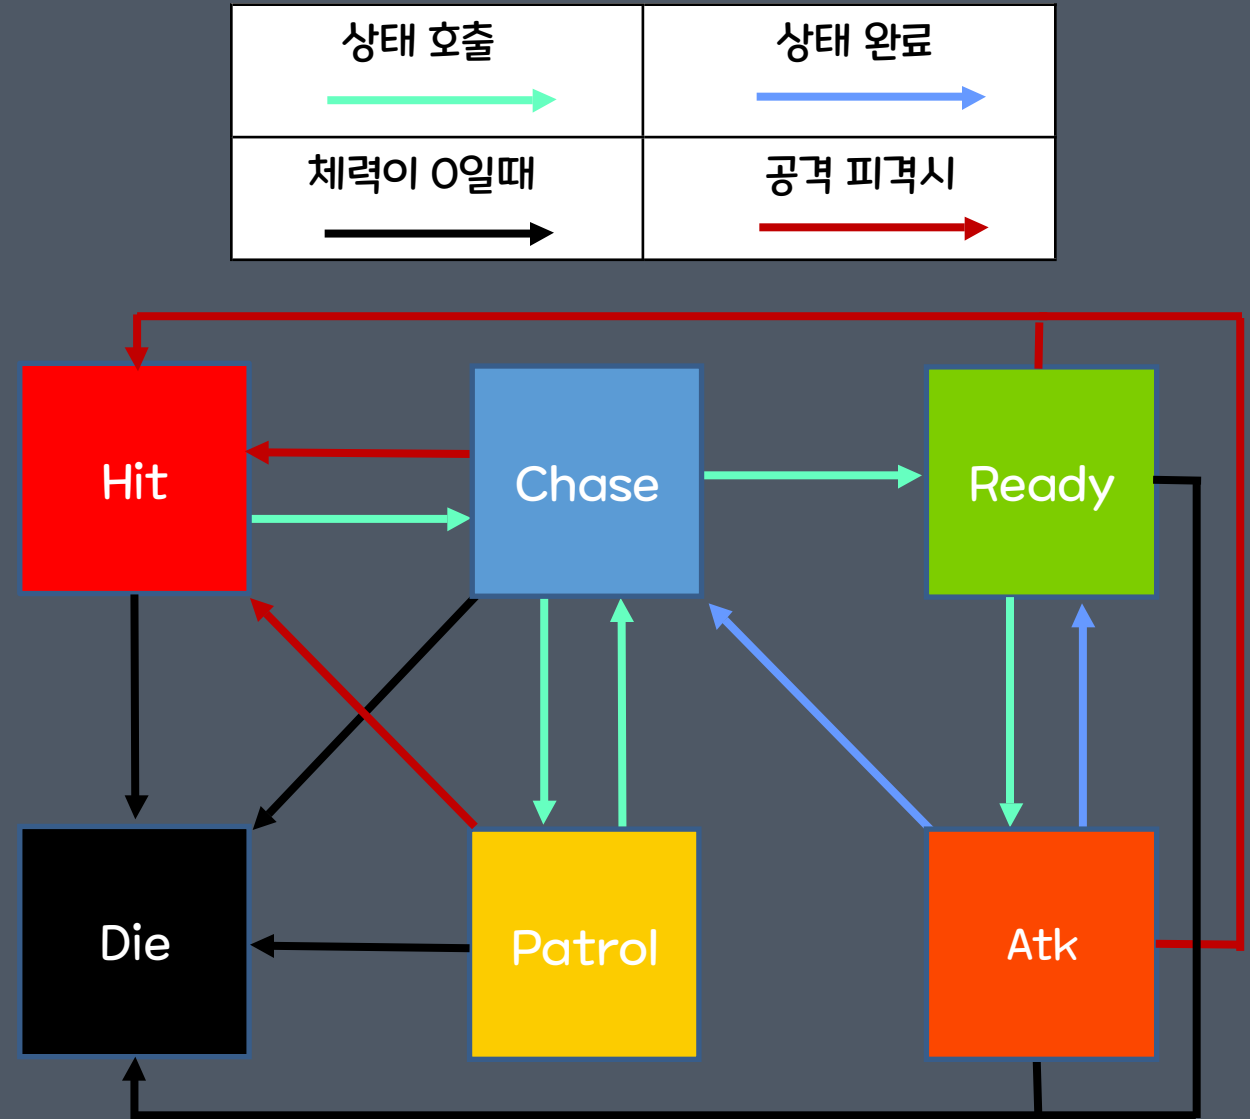 상태 호출
상태 완료
체력이 0일때
공격 피격시
Hit
Chase
Ready
Die
Patrol
Atk